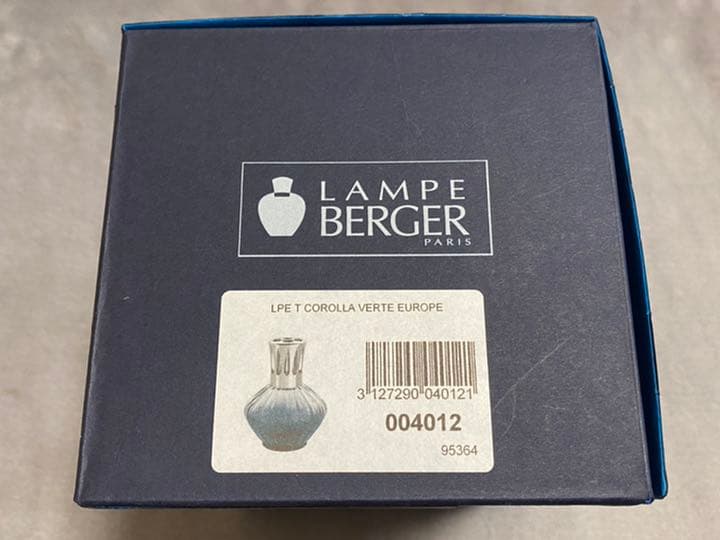 LAMPE
BERGER
PARIS
LPE T COROLLA VERTE EUROPE
3 127290 040121
004012
95364